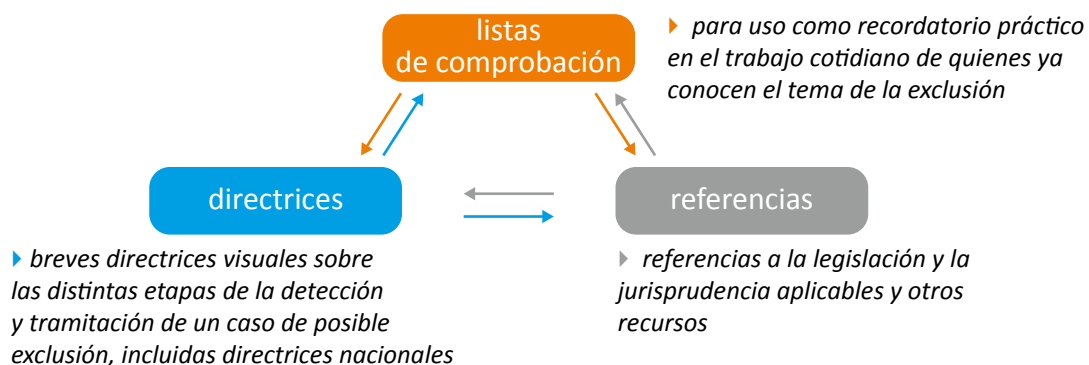 listas
de comprobación
para uso como recordatorio práctico
en el trabajo cotidiano de quienes ya
conocen el tema de la exclusión
directrices
referencias
breves directrices visuales sobre
las distintas etapas de la detección
y tramitación de un caso de posible
exclusión, incluidas directrices nacionales
referencias a la legislación y la
jurisprudencia aplicables y otros
recursos